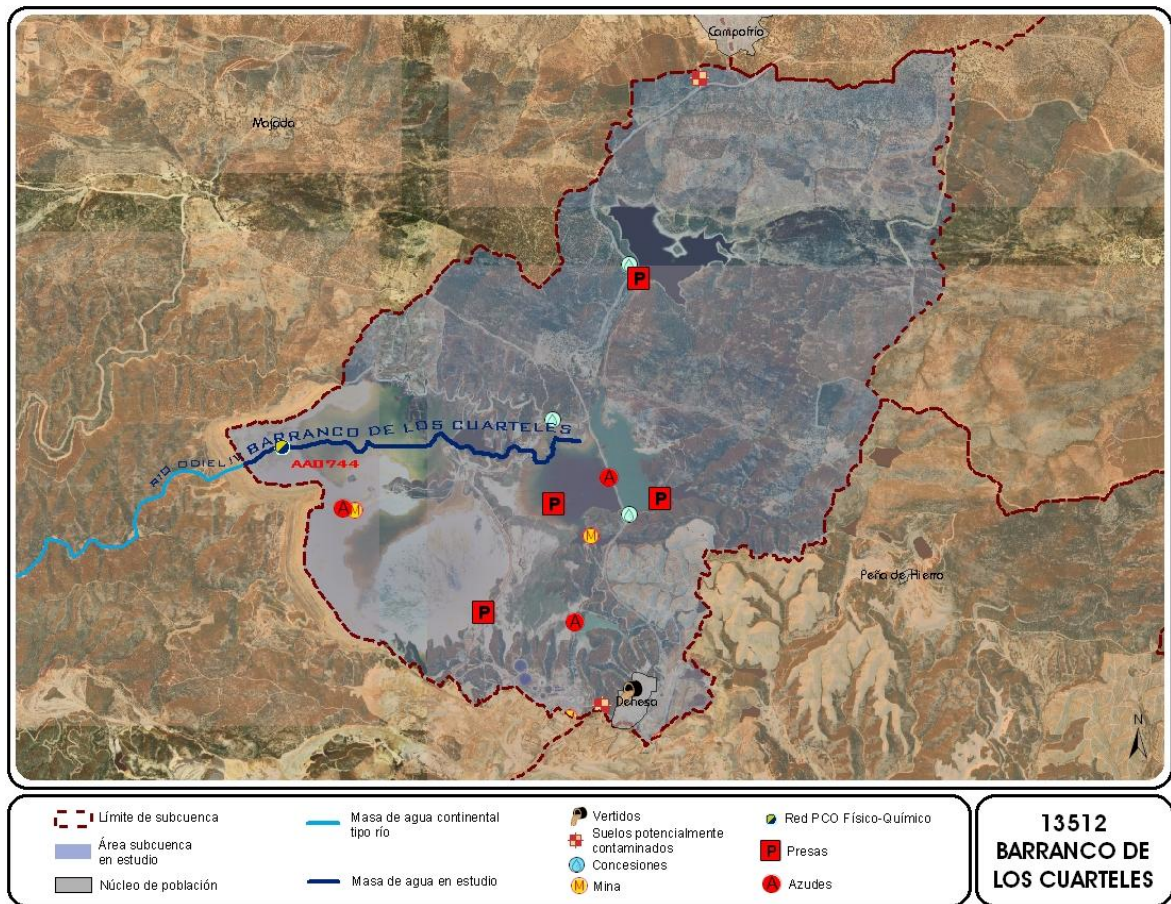 Campofrío
Majada
P
BARRANCO DE LOS CUARTELES
RIO ODIEL IV
AA0744
A
P
P
A M
M
Peña de Hierro
P
A
Dehesa
N
Límite de subcuenca
Área subcuenca
en estudio
Núcleo de población
Masa de agua continental
tipo río
Masa de agua en estudio
Vertidos
Suelos potencialmente
contaminados
Concesiones
M Mina
Red PCO Físico-Químico
P Presas
A Azudes
13512
BARRANCO DE
LOS CUARTELES